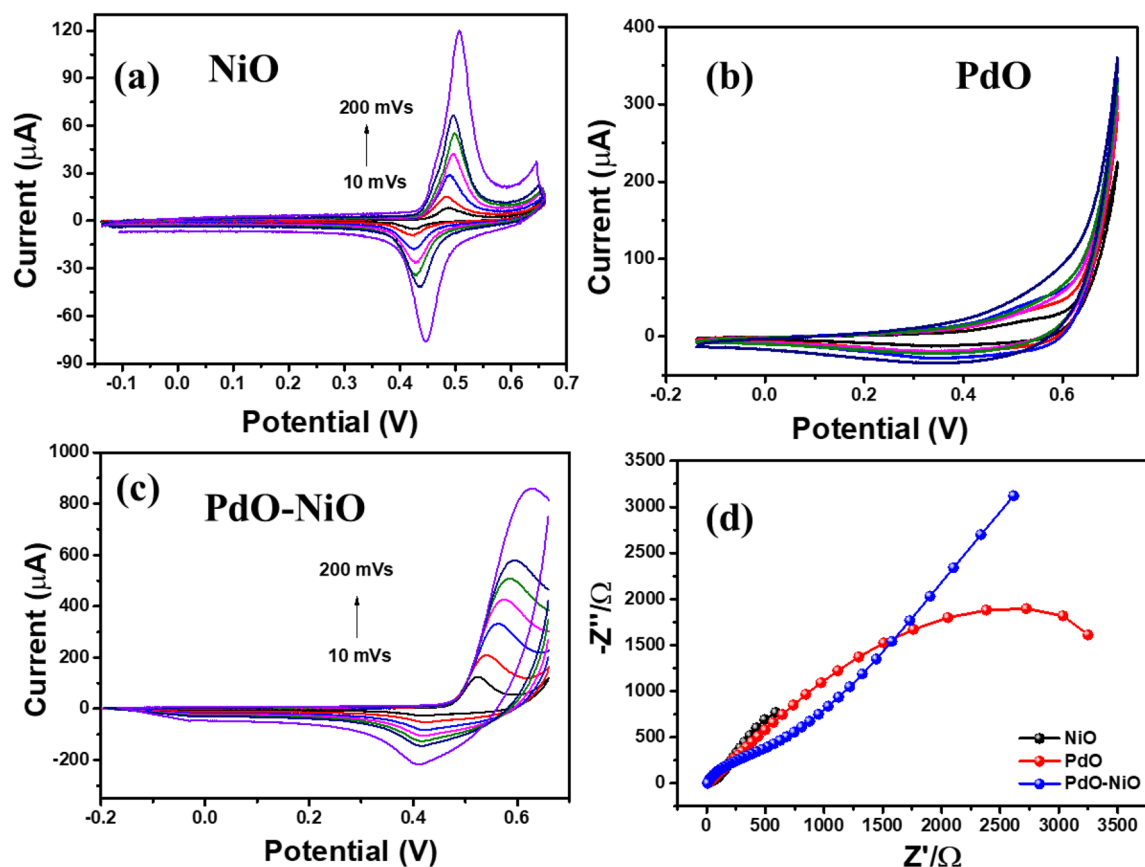 (a)
NiO
200 mVs
10 mVs
120
90
60
30
0
-30
-60
-90
Current (μA)
-0.1 0.0 0.1 0.2 0.3 0.4 0.5 0.6 0.7
Potential (V)
(b)
PdO
400
300
200
100
0
Current (μA)
-0.2 0.0 0.2 0.4 0.6
Potential (V)
(c)
PdO-NiO
200 mVs
10 mVs
1000
800
600
400
200
0
-200
Current (μA)
-0.2 0.0 0.2 0.4 0.6
Potential (V)
(d)
3500
3000
2500
2000
1500
1000
500
0
-Z''/Ω
NiO
PdO
PdO-NiO
0 500 1000 1500 2000 2500 3000 3500
Z'/Ω